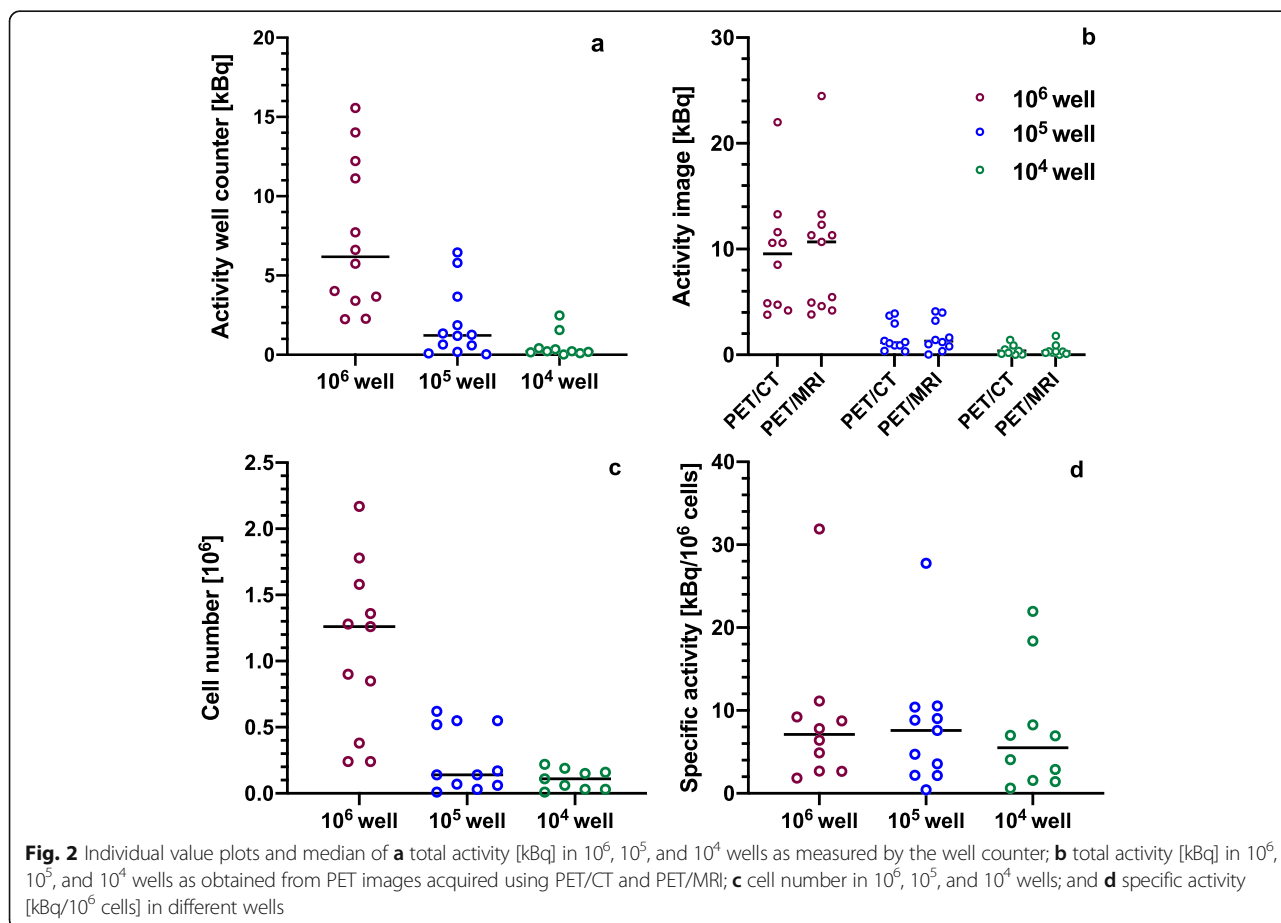 a
Activity well counter [kBq]
20
15
10
5
0
10⁶ well
10⁵ well
10⁴ well
b
Activity image [kBq]
30
20
10
0
10⁶ well
10⁵ well
10⁴ well
PET/CT
PET/MRI
PET/CT
PET/MRI
PET/CT
PET/MRI
c
Cell number [10⁶]
2.5
2.0
1.5
1.0
0.5
0.0
10⁶ well
10⁵ well
10⁴ well
d
Specific activity [kBq/10⁶ cells]
40
30
20
10
0
10⁶ well
10⁵ well
10⁴ well
Fig. 2 Individual value plots and median of a total activity [kBq] in 10⁶, 10⁵, and 10⁴ wells as measured by the well counter; b total activity [kBq] in 10⁶,
10⁵, and 10⁴ wells as obtained from PET images acquired using PET/CT and PET/MRI; c cell number in 10⁶, 10⁵, and 10⁴ wells; and d specific activity
[kBq/10⁶ cells] in different wells